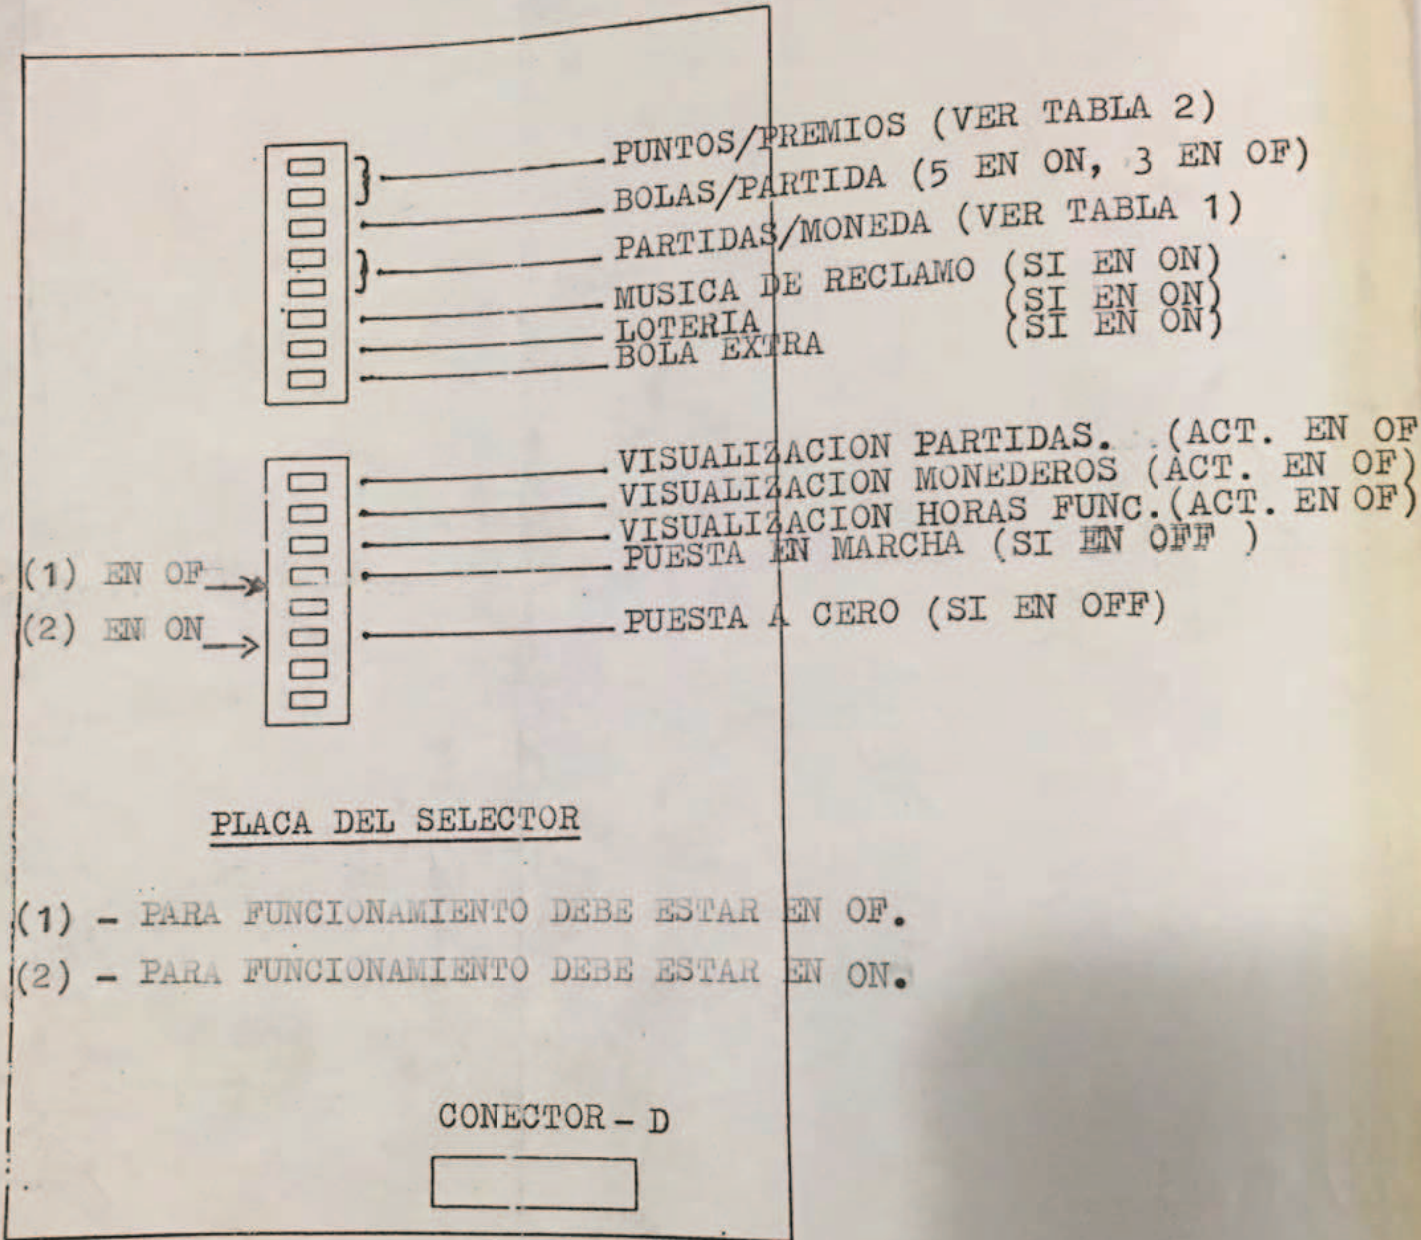 PUNTOS/PREMIOS (VER TABLA 2)
BOLAS/PARTIDA (5 EN ON, 3 EN OF)
PARTIDAS/MONEDA (VER TABLA 1)
MUSICA DE RECLAMO (SI EN ON)
LOTERIA (SI EN ON)
BOLA EXTRA (SI EN ON)
VISUALIZACION PARTIDAS. (ACT. EN OF
VISUALIZACION MONEDEROS (ACT. EN OF)
VISUALIZACION HORAS FUNC.(ACT. EN OF)
PUESTA EN MARCHA (SI EN OFF )
(1) EN OF
(2) EN ON
PUESTA A CERO (SI EN OFF)
PLACA DEL SELECTOR
(1) - PARA FUNCIONAMIENTO DEBE ESTAR EN OF.
(2) - PARA FUNCIONAMIENTO DEBE ESTAR EN ON.
CONECTOR - D